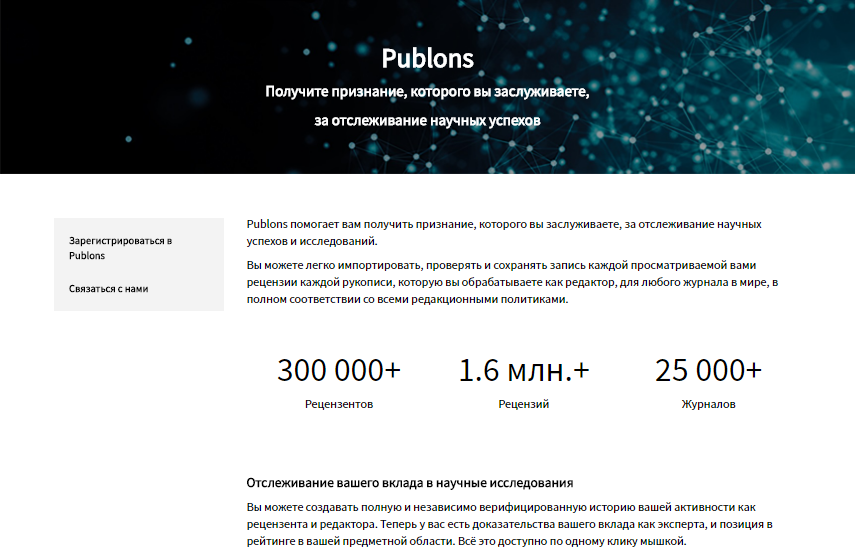 Publons
Получите признание, которого вы заслуживаете,
за отслеживание научных успехов
Зарегистрироваться в
Publons
Связаться с нами
Publons помогает вам получить признание, которого вы заслуживаете, за отслеживание научных
успехов и исследований.
Вы можете легко импортировать, проверять и сохранять запись каждой просматриваемой вами
рецензии каждой рукописи, которую вы обрабатываете как редактор, для любого журнала в мире, в
полном соответствии со всеми редакционными политиками.
300 000+
Рецензентов
1.6 млн.+
Рецензий
25 000+
Журналов
Отслеживание вашего вклада в научные исследования
Вы можете создавать полную и независимо верифицированную историю вашей активности как
рецензента и редактора. Теперь у вас есть доказательства вашего вклада как эксперта, и позиция в
рейтинге в вашей предметной области. Всё это доступно по одному клику мышкой.